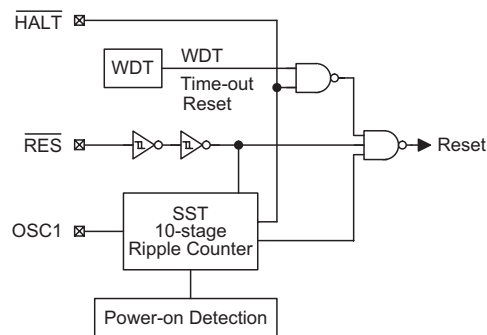 HALT
WDT
WDT
Time-out
Reset
RES
Reset
OSC1
SST
10-stage
Ripple Counter
Power-on Detection